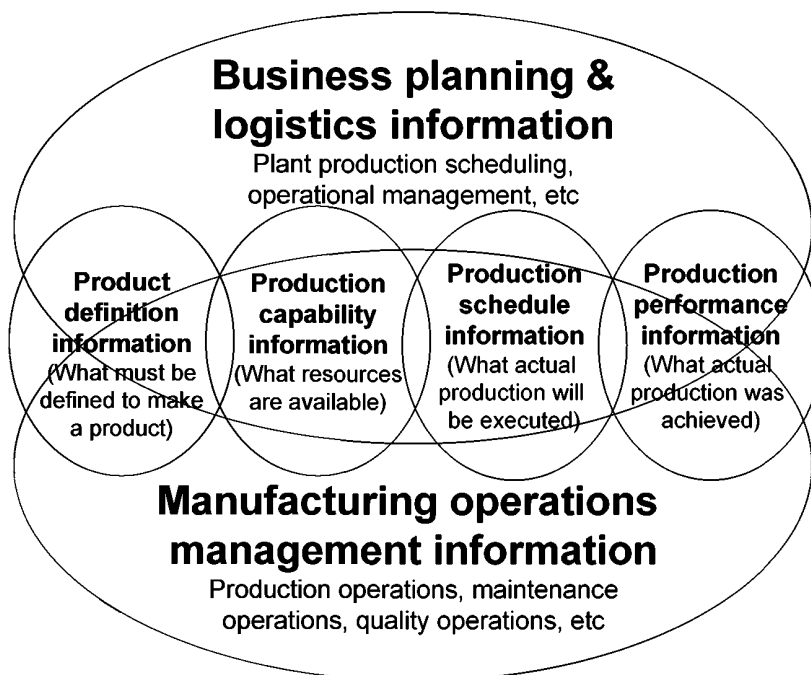 Business planning &
logistics information
Plant production scheduling,
operational management, etc
Product
definition
information
(What must be
defined to make
a product)
Production
capability
information
(What resources
are available)
Production
schedule
information
(What actual
production will
be executed)
Production
performance
information
(What actual
production was
achieved)
Manufacturing operations
management information
Production operations, maintenance
operations, quality operations, etc